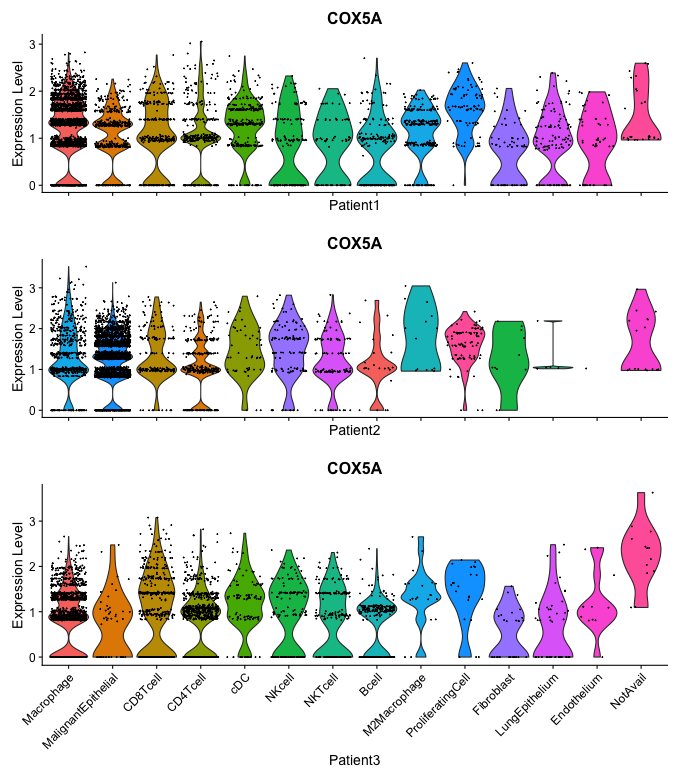 COX5A
Expression Level
3
2
1
0
Patient1
COX5A
Expression Level
3
2
1
0
Patient2
COX5A
Expression Level
3
2
1
0
Macrophage
MalignantEpithelial
CD8Tcell
CD4Tcell
cDC
NKcell
NKTcell
Bcell
M2Macrophage
ProliferatingCell
Fibroblast
LungEpithelium
Endothelium
NotAvail
Patient3